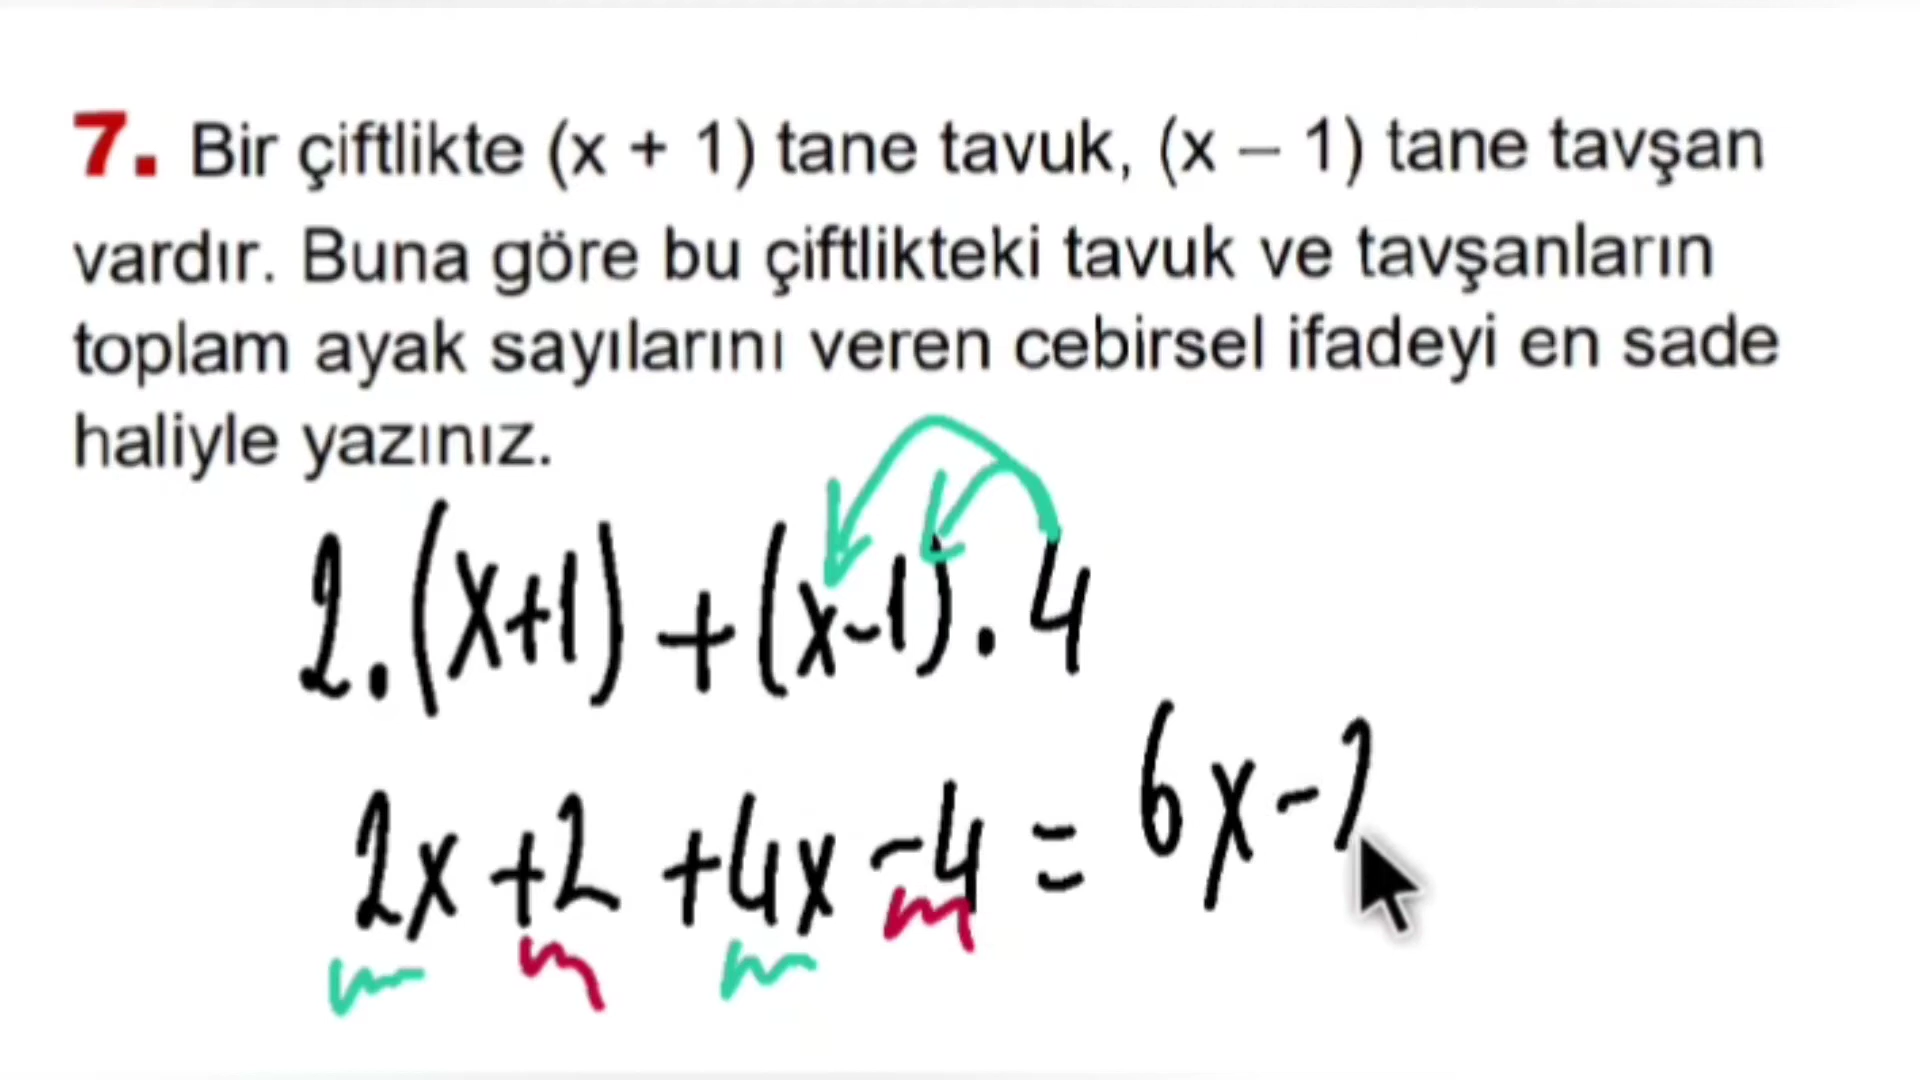 7. Bir çiftlikte (x + 1) tane tavuk, (x – 1) tane tavşan
vardır. Buna göre bu çiftlikteki tavuk ve tavşanların
toplam ayak sayılarını veren cebirsel ifadeyi en sade
haliyle yazınız.
2.(x+1) + (x-1).4
2x +2 +4x -4 = 6x-2